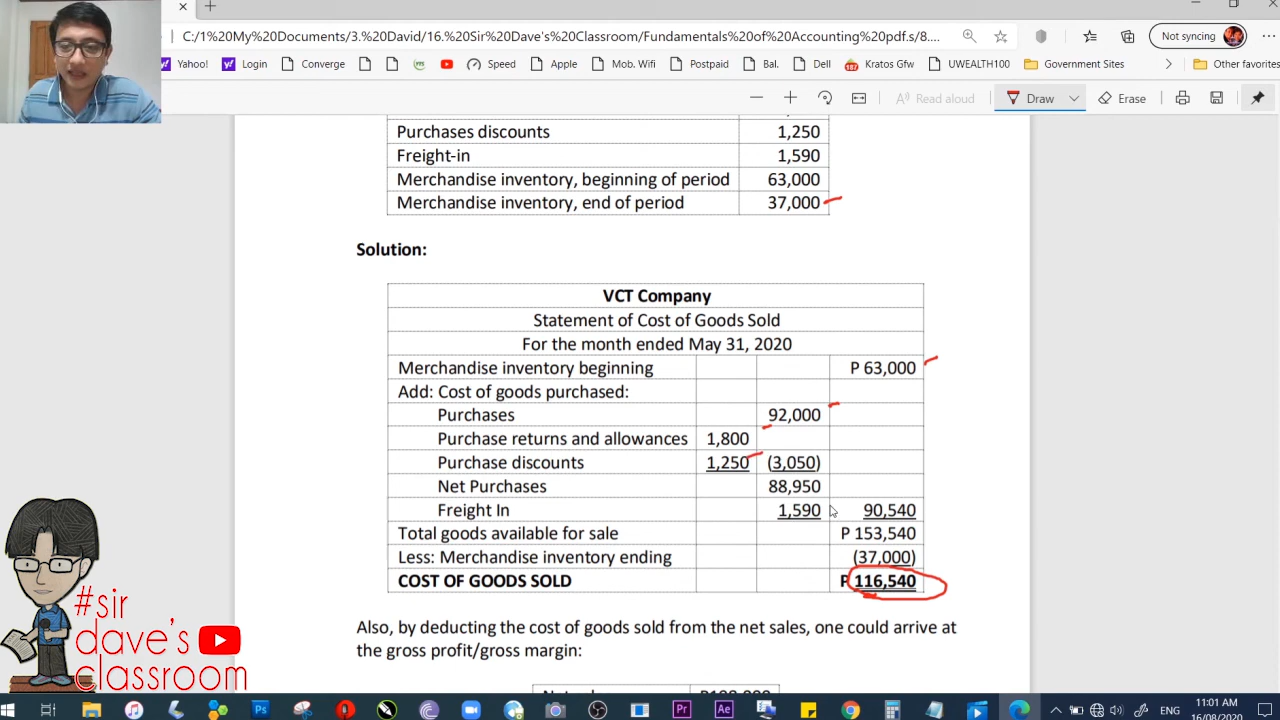 C:/1%20My%20Documents/3.%20David/16.%20Sir%20Dave's%20Classroom/Fundamentals%20of%20Accounting%20pdf.s/8....
Not syncing
Yahoo! Login Converge Speed Apple Mob. Wifi Postpaid Bal. Dell Kratos Gfw UWEALTH100 Government Sites Other favorites
Read aloud Draw Erase
Purchases discounts 1,250
Freight-in 1,590
Merchandise inventory, beginning of period 63,000
Merchandise inventory, end of period 37,000
Solution:
VCT Company
Statement of Cost of Goods Sold
For the month ended May 31, 2020
Merchandise inventory beginning P 63,000
Add: Cost of goods purchased:
Purchases 92,000
Purchase returns and allowances 1,800
Purchase discounts 1,250 (3,050)
Net Purchases 88,950
Freight In 1,590 90,540
Total goods available for sale P 153,540
Less: Merchandise inventory ending (37,000)
COST OF GOODS SOLD P 116,540
Also, by deducting the cost of goods sold from the net sales, one could arrive at
the gross profit/gross margin:
#sir
dave's
classroom
ENG
11:01 AM
16/08/2020